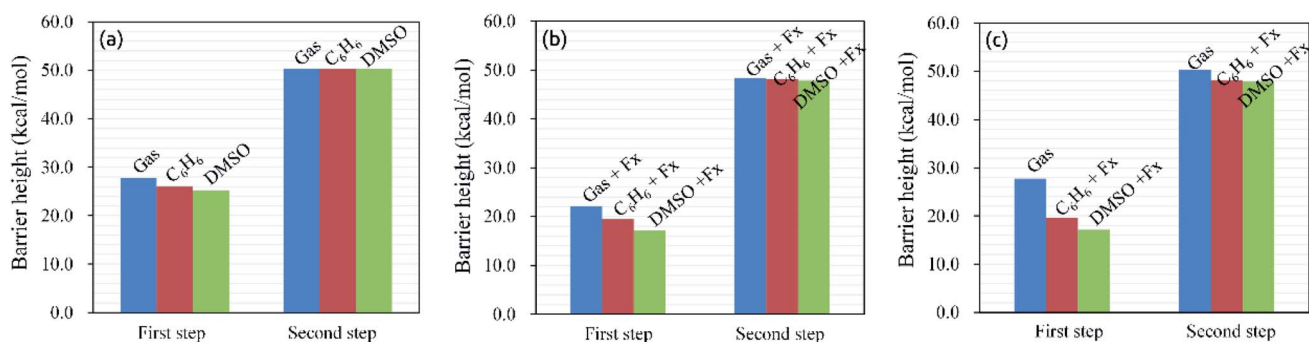 (a)
Barrier height (kcal/mol)
60.0
50.0
40.0
30.0
20.0
10.0
0.0
Gas
C₆H₆
DMSO
Gas
C₆H₆
DMSO
First step
Second step
(b)
Barrier height (kcal/mol)
60.0
50.0
40.0
30.0
20.0
10.0
0.0
Gas + Fx
C₆H₆ + Fx
DMSO +Fx
Gas + Fx
C₆H₆ + Fx
DMSO +Fx
First step
Second step
(c)
Barrier height (kcal/mol)
60.0
50.0
40.0
30.0
20.0
10.0
0.0
Gas
C₆H₆ + Fx
DMSO +Fx
Gas
C₆H₆ + Fx
DMSO +Fx
First step
Second step